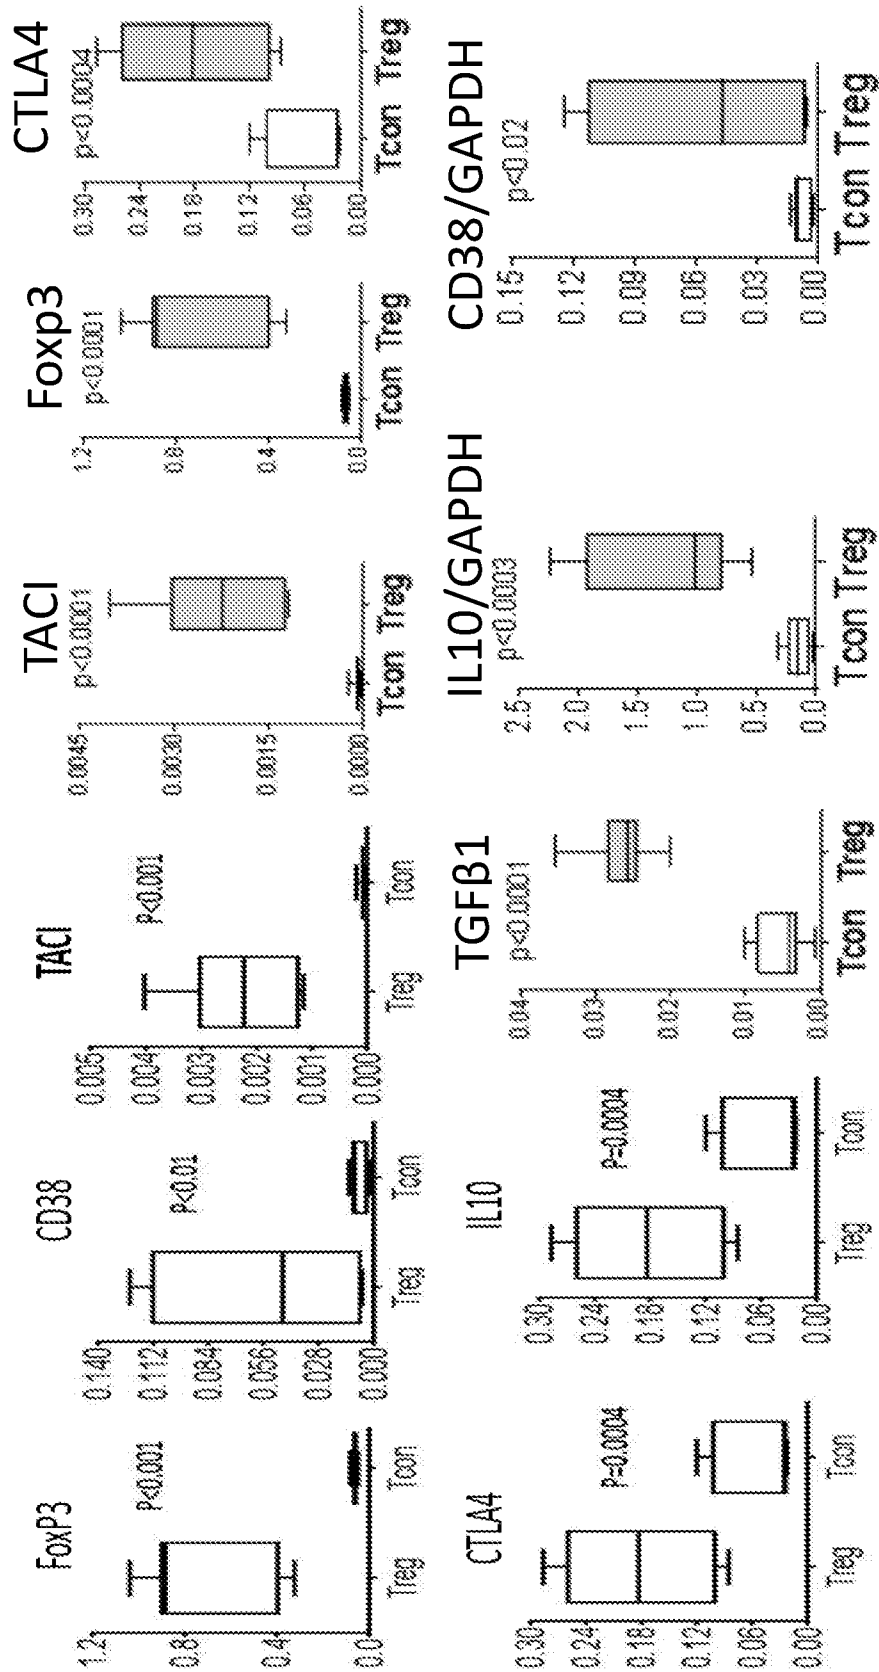 FoxP3
P<0.001
1.2
0.8
0.4
0.0
Treg Tcon
CD38
P<0.01
0.140
0.112
0.084
0.056
0.028
0.000
Treg Tcon
TACI
P<0.001
0.005
0.004
0.003
0.002
0.001
0.000
Treg Tcon
TACI
p<0.0001
0.0045
0.0030
0.0015
0.0000
Tcon Treg
Foxp3
p<0.0001
1.2
0.8
0.4
0.0
Tcon Treg
CTLA4
p<0.0004
0.30
0.24
0.18
0.12
0.06
0.00
Tcon Treg
CTLA4
P=0.0004
0.30
0.24
0.18
0.12
0.06
0.00
Treg Tcon
IL10
P=0.0004
0.30
0.24
0.18
0.12
0.06
0.00
Treg Tcon
TGFβ1
p<0.0001
0.04
0.03
0.02
0.01
0.00
Tcon Treg
IL10/GAPDH
p<0.0003
2.5
2.0
1.5
1.0
0.5
0.0
Tcon Treg
CD38/GAPDH
p<0.02
0.15
0.12
0.09
0.06
0.03
0.00
Tcon Treg